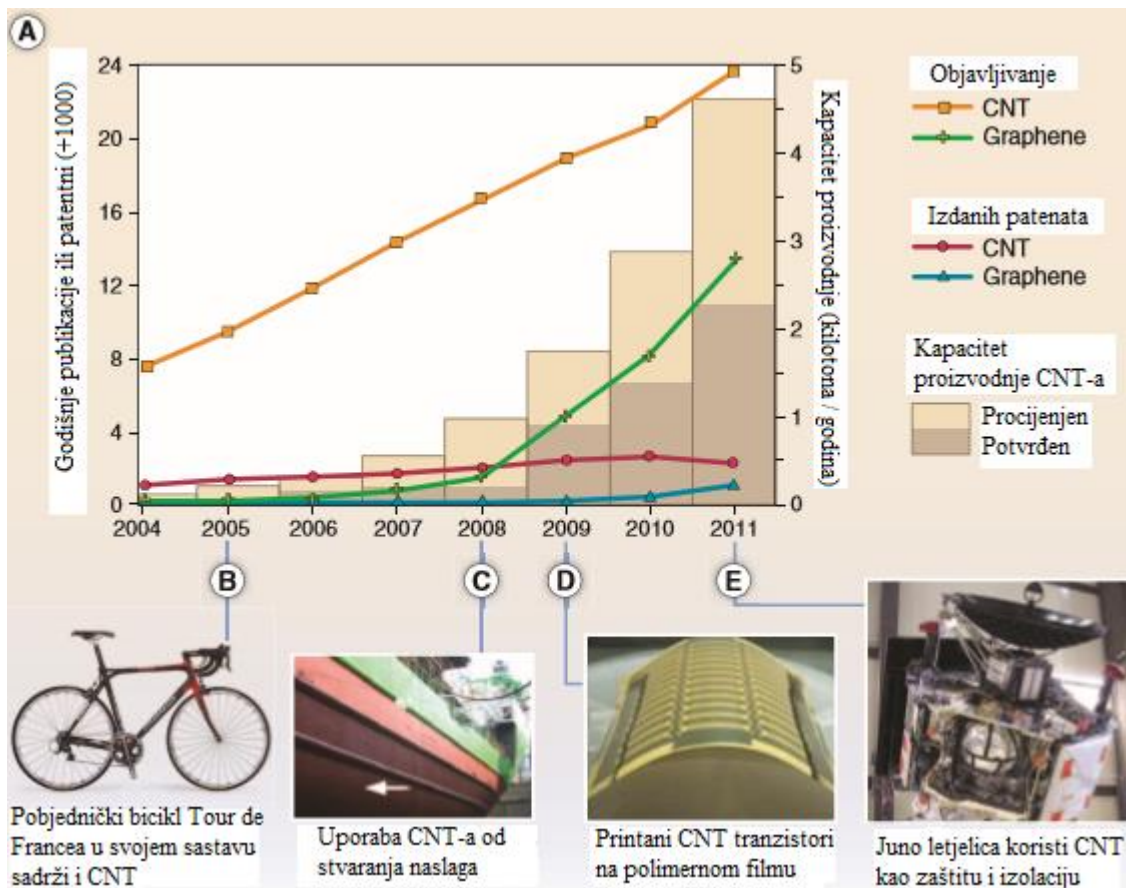 A
Godišnje publikacije ili patentni (+1000)
24
20
16
12
8
4
0
2004 2005 2006 2007 2008 2009 2010 2011
5
4
3
2
1
0
Kapacitet proizvodnje (kilotona / godina)
Objavljivanje
CNT
Graphene
Izdanih patenata
CNT
Graphene
Kapacitet
proizvodnje CNT-a
Procijenjen
Potvrđen
B
C
D
E
Pobjednički bicikl Tour de
Francea u svojem sastavu
sadrži i CNT
Uporaba CNT-a od
stvaranja naslaga
Printani CNT tranzistori
na polimernom filmu
Juno letjelica koristi CNT
kao zaštitu i izolaciju